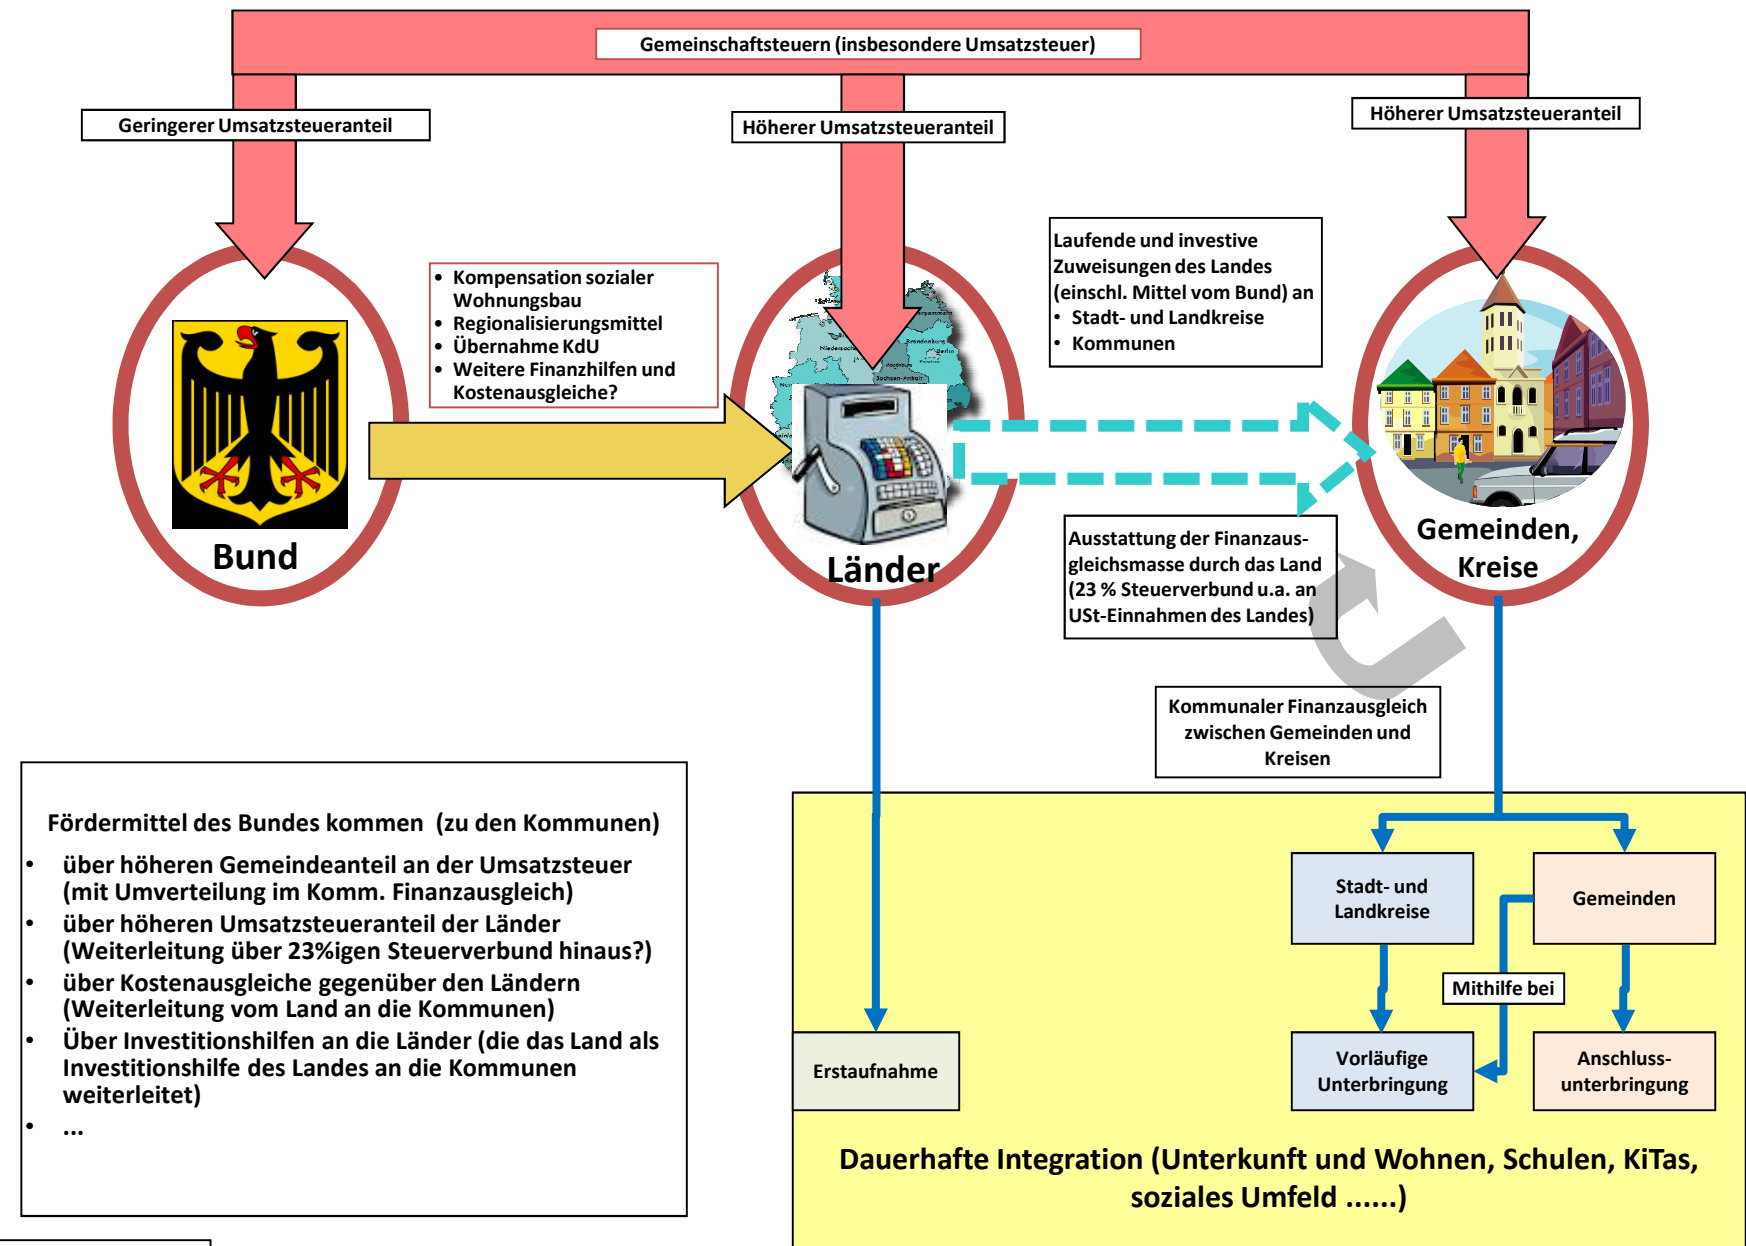 Gemeinschaftsteuern (insbesondere Umsatzsteuer)
Geringerer Umsatzsteueranteil
Höherer Umsatzsteueranteil
Höherer Umsatzsteueranteil
• Kompensation sozialer
Wohnungsbau
• Regionalisierungsmittel
• Übernahme KdU
• Weitere Finanzhilfen und
Kostenausgleiche?
Laufende und investive
Zuweisungen des Landes
(einschl. Mittel vom Bund) an
• Stadt- und Landkreise
• Kommunen
Niedersachsen
Brandenburg
Berlin
Sachsen-Anhalt
Bund
Länder
Gemeinden,
Kreise
Ausstattung der Finanzaus-
gleichsmasse durch das Land
(23 % Steuerverbund u.a. an
USt-Einnahmen des Landes)
Kommunaler Finanzausgleich
zwischen Gemeinden und
Kreisen
Fördermittel des Bundes kommen (zu den Kommunen)
• über höheren Gemeindeanteil an der Umsatzsteuer
(mit Umverteilung im Komm. Finanzausgleich)
• über höheren Umsatzsteueranteil der Länder
(Weiterleitung über 23%igen Steuerverbund hinaus?)
• über Kostenausgleiche gegenüber den Ländern
(Weiterleitung vom Land an die Kommunen)
• Über Investitionshilfen an die Länder (die das Land als
Investitionshilfe des Landes an die Kommunen
weiterleitet)
• ...
Stadt- und
Landkreise
Gemeinden
Mithilfe bei
Erstaufnahme
Vorläufige
Unterbringung
Anschluss-
unterbringung
Dauerhafte Integration (Unterkunft und Wohnen, Schulen, KiTas,
soziales Umfeld ......)